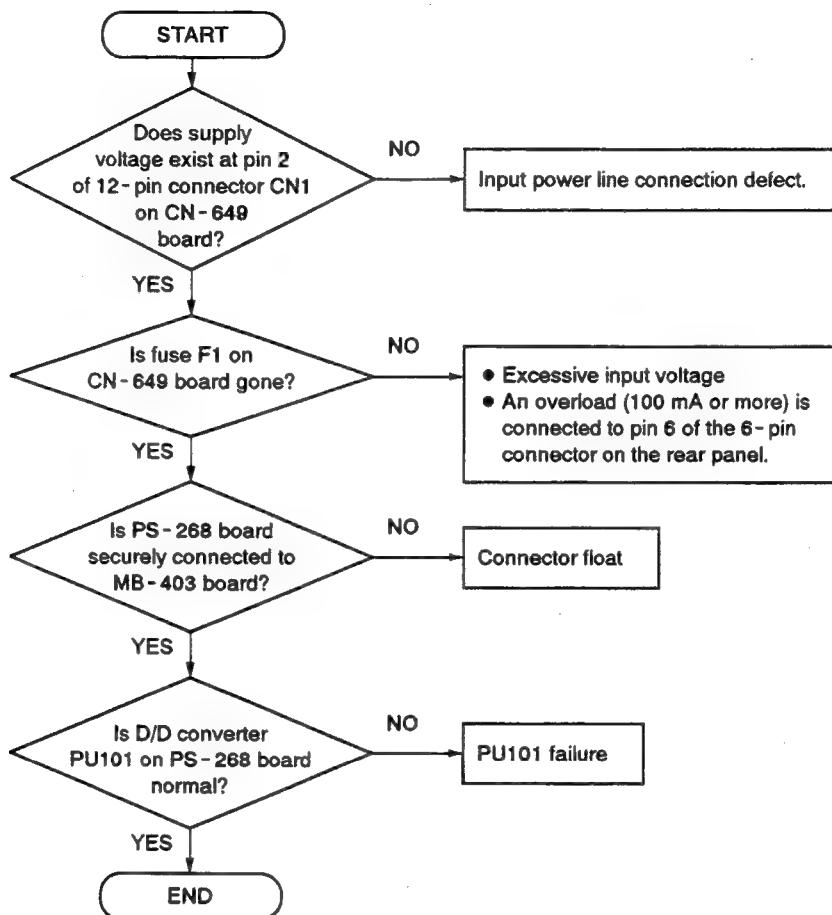 START
Does supply
voltage exist at pin 2
of 12-pin connector CN1
on CN-649
board?
NO
Input power line connection defect.
YES
Is fuse F1 on
CN-649 board gone?
NO
● Excessive input voltage
● An overload (100 mA or more) is
connected to pin 6 of the 6-pin
connector on the rear panel.
YES
Is PS-268 board
securely connected to
MB-403 board?
NO
Connector float
YES
Is D/D converter
PU101 on PS-268 board
normal?
NO
PU101 failure
YES
END